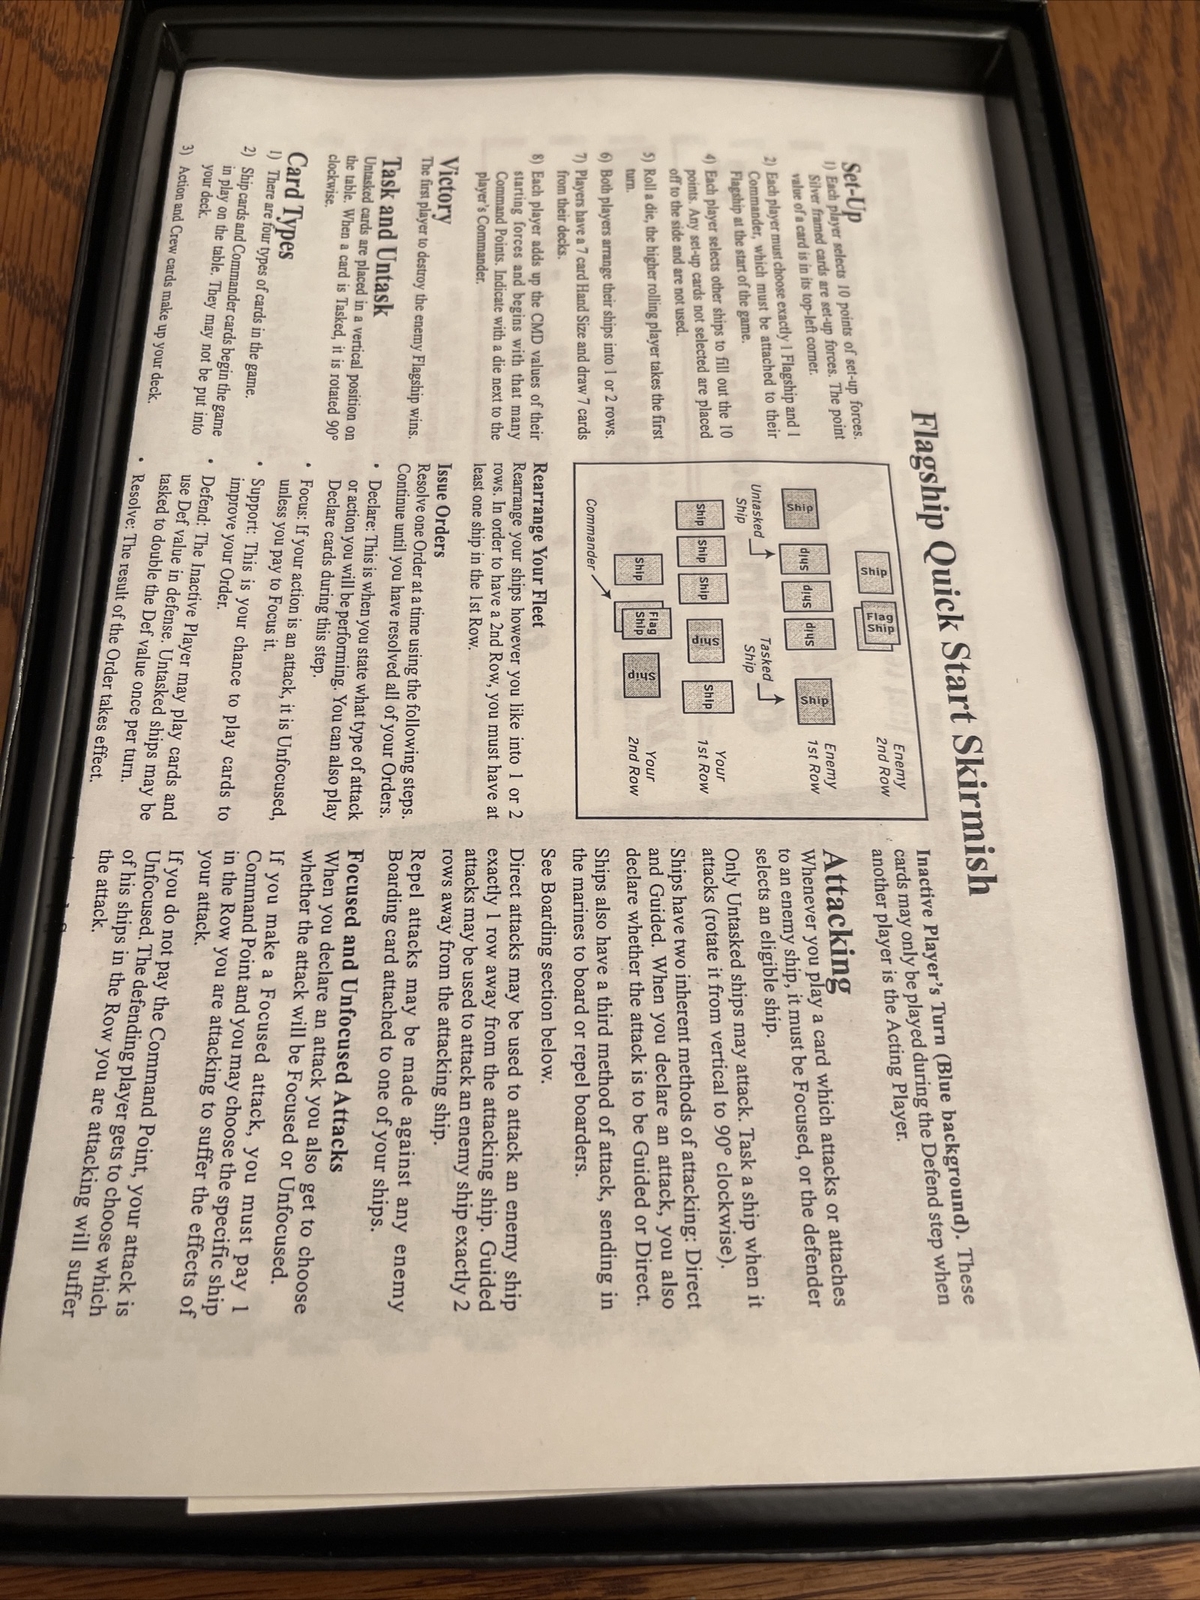 Flagship Quick Start Skirmish
Set-Up
1) Each player selects 10 points of set-up forces.
Silver framed cards are set-up forces. The point
value of a card is in its top-left corner.
2) Each player must choose exactly 1 Flagship and 1
Commander, which must be attached to their
Flagship at the start of the game.
4) Each player selects other ships to fill out the 10
points. Any set-up cards not selected are placed
off to the side and are not used.
5) Roll a die, the higher rolling player takes the first
turn.
6) Both players arrange their ships into 1 or 2 rows.
7) Players have a 7 card Hand Size and draw 7 cards
from their decks.
8) Each player adds up the CMD values of their
starting forces and begins with that many
Command Points. Indicate with a die next to the
player's Commander.
Victory
The first player to destroy the enemy Flagship wins.
Task and Untask
Untasked cards are placed in a vertical position on
the table. When a card is Tasked, it is rotated 90°
clockwise.
Card Types
1) There are four types of cards in the game.
2) Ship cards and Commander cards begin the game
in play on the table. They may not be put into
your deck.
3) Action and Crew cards make up your deck.
Ship
Flag
Ship
Enemy
2nd Row
Ship
Ship
Ship
Ship
Ship
Enemy
1st Row
Untasked
Ship
Tasked
Ship
Ship
Ship
Ship
Ship
Ship
Your
1st Row
Ship
Flag
Ship
Ship
Your
2nd Row
Commander
Rearrange Your Fleet
Rearrange your ships however you like into 1 or 2
rows. In order to have a 2nd Row, you must have at
least one ship in the 1st Row.
Issue Orders
Resolve one Order at a time using the following steps.
Continue until you have resolved all of your Orders.
• Declare: This is when you state what type of attack
or action you will be performing. You can also play
Declare cards during this step.
• Focus: If your action is an attack, it is Unfocused,
unless you pay to Focus it.
• Support: This is your chance to play cards to
improve your Order.
• Defend: The Inactive Player may play cards and
use Def value in defense. Untasked ships may be
tasked to double the Def value once per turn.
• Resolve: The result of the Order takes effect.
Inactive Player's Turn (Blue background). These
cards may only be played during the Defend step when
another player is the Acting Player.
Attacking
Whenever you play a card which attacks or attaches
to an enemy ship, it must be Focused, or the defender
selects an eligible ship.
Only Untasked ships may attack. Task a ship when it
attacks (rotate it from vertical to 90° clockwise).
Ships have two inherent methods of attacking: Direct
and Guided. When you declare an attack, you also
declare whether the attack is to be Guided or Direct.
Ships also have a third method of attack, sending in
the marines to board or repel boarders.
See Boarding section below.
Direct attacks may be used to attack an enemy ship
exactly 1 row away from the attacking ship. Guided
attacks may be used to attack an enemy ship exactly 2
rows away from the attacking ship.
Repel attacks may be made against any enemy
Boarding card attached to one of your ships.
Focused and Unfocused Attacks
When you declare an attack you also get to choose
whether the attack will be Focused or Unfocused.
If you make a Focused attack, you must pay 1
Command Point and you may choose the specific ship
in the Row you are attacking to suffer the effects of
your attack.
If you do not pay the Command Point, your attack is
Unfocused. The defending player gets to choose which
of his ships in the Row you are attacking will suffer
the attack.